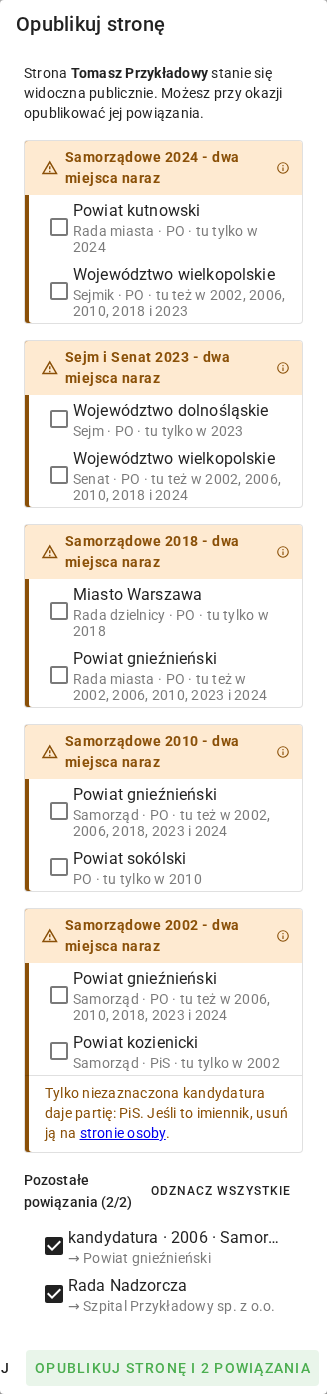 Opublikuj stronę
Strona Tomasz Przykładowy stanie się
widoczna publicznie. Możesz przy okazji
opublikować jej powiązania.
Samorządowe 2024 - dwa
miejsca naraz
Powiat kutnowski
Rada miasta · PO · tu tylko w
2024
Województwo wielkopolskie
Sejmik · PO · tu też w 2002, 2006,
2010, 2018 i 2023
Sejm i Senat 2023 - dwa
miejsca naraz
Województwo dolnośląskie
Sejm · PO · tu tylko w 2023
Województwo wielkopolskie
Senat · PO · tu też w 2002, 2006,
2010, 2018 i 2024
Samorządowe 2018 - dwa
miejsca naraz
Miasto Warszawa
Rada dzielnicy · PO · tu tylko w
2018
Powiat gnieźnieński
Rada miasta · PO · tu też w
2002, 2006, 2010, 2023 i 2024
Samorządowe 2010 - dwa
miejsca naraz
Powiat gnieźnieński
Samorząd · PO · tu też w 2002,
2006, 2018, 2023 i 2024
Powiat sokólski
PO · tu tylko w 2010
Samorządowe 2002 - dwa
miejsca naraz
Powiat gnieźnieński
Samorząd · PO · tu też w 2006,
2010, 2018, 2023 i 2024
Powiat kozienicki
Samorząd · PiS · tu tylko w 2002
Tylko niezaznaczona kandydatura
daje partię: PiS. Jeśli to imiennik, usuń
ją na stronie osoby.
Pozostałe
powiązania (2/2)
ODZNACZ WSZYSTKIE
kandydatura · 2006 · Samor…
→ Powiat gnieźnieński
Rada Nadzorcza
→ Szpital Przykładowy sp. z o.o.
J
OPUBLIKUJ STRONĘ I 2 POWIĄZANIA